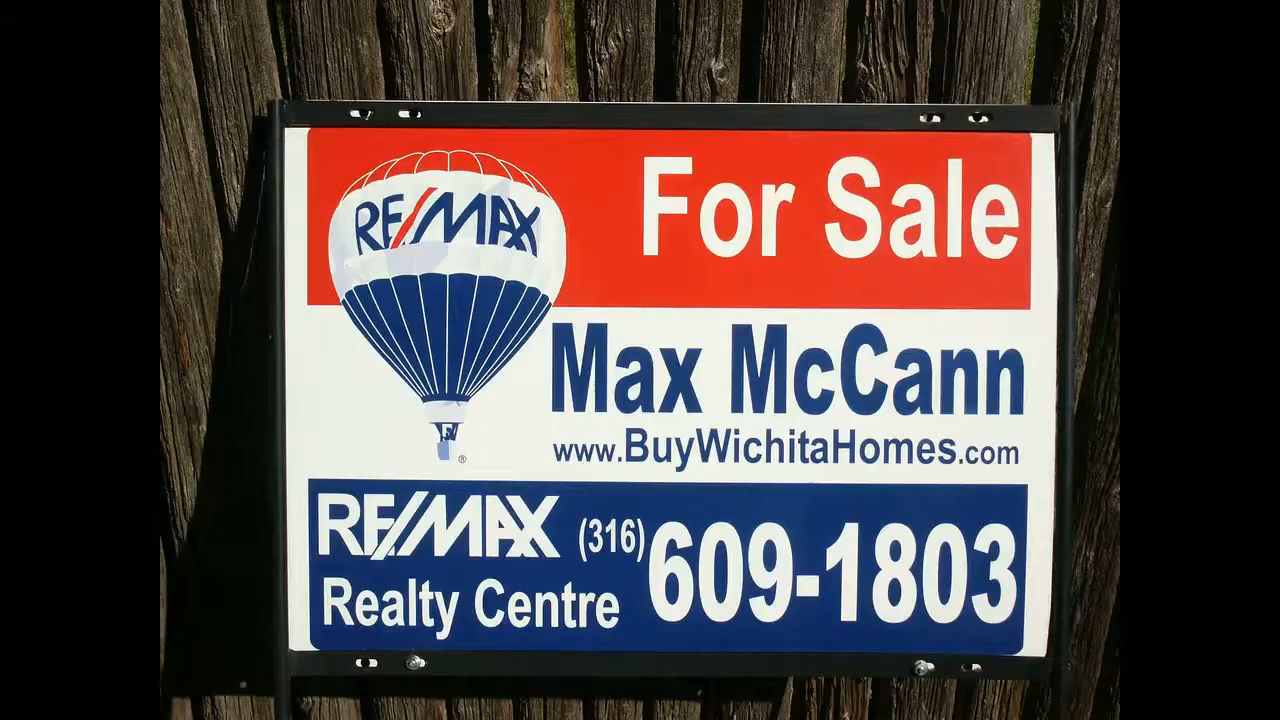 RE/MAX
For Sale
Max McCann
www.BuyWichitaHomes.com
®
RE/MAX
(316) 609-1803
Realty Centre